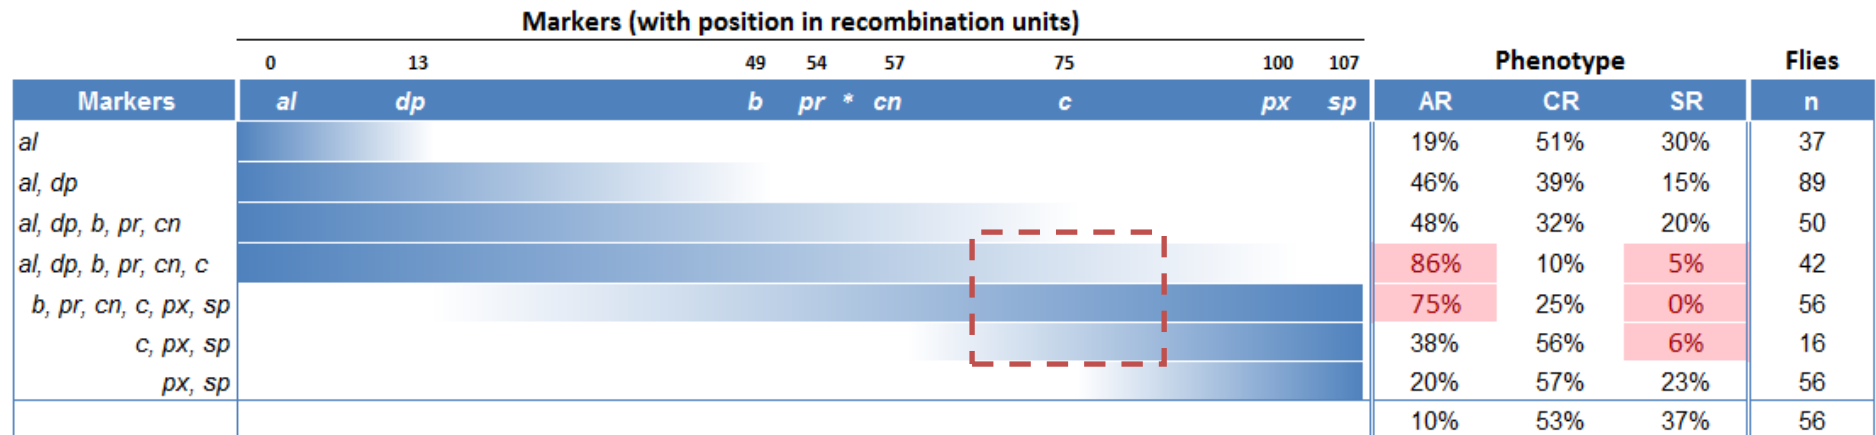 Markers (with position in recombination units)
0 13 49 54 57 75 100 107 Phenotype Flies
Markers al dp b pr * cn c px sp AR CR SR n
al 19% 51% 30% 37
al, dp 46% 39% 15% 89
al, dp, b, pr, cn 48% 32% 20% 50
al, dp, b, pr, cn, c 86% 10% 5% 42
b, pr, cn, c, px, sp 75% 25% 0% 56
c, px, sp 38% 56% 6% 16
px, sp 20% 57% 23% 56
10% 53% 37% 56